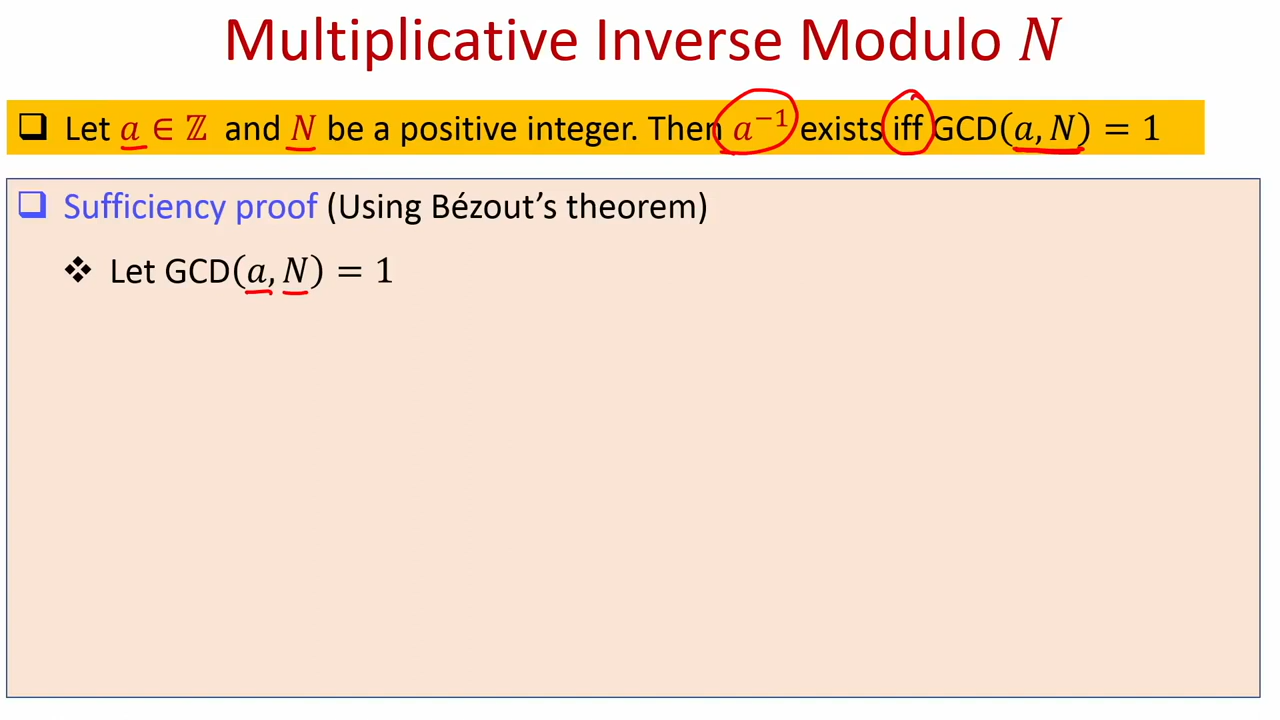 Multiplicative Inverse Modulo N
❑ Let a ∈ ℤ and N be a positive integer. Then a⁻¹ exists iff GCD(a, N) = 1
❑ Sufficiency proof (Using Bézout’s theorem)
❖ Let GCD(a, N) = 1